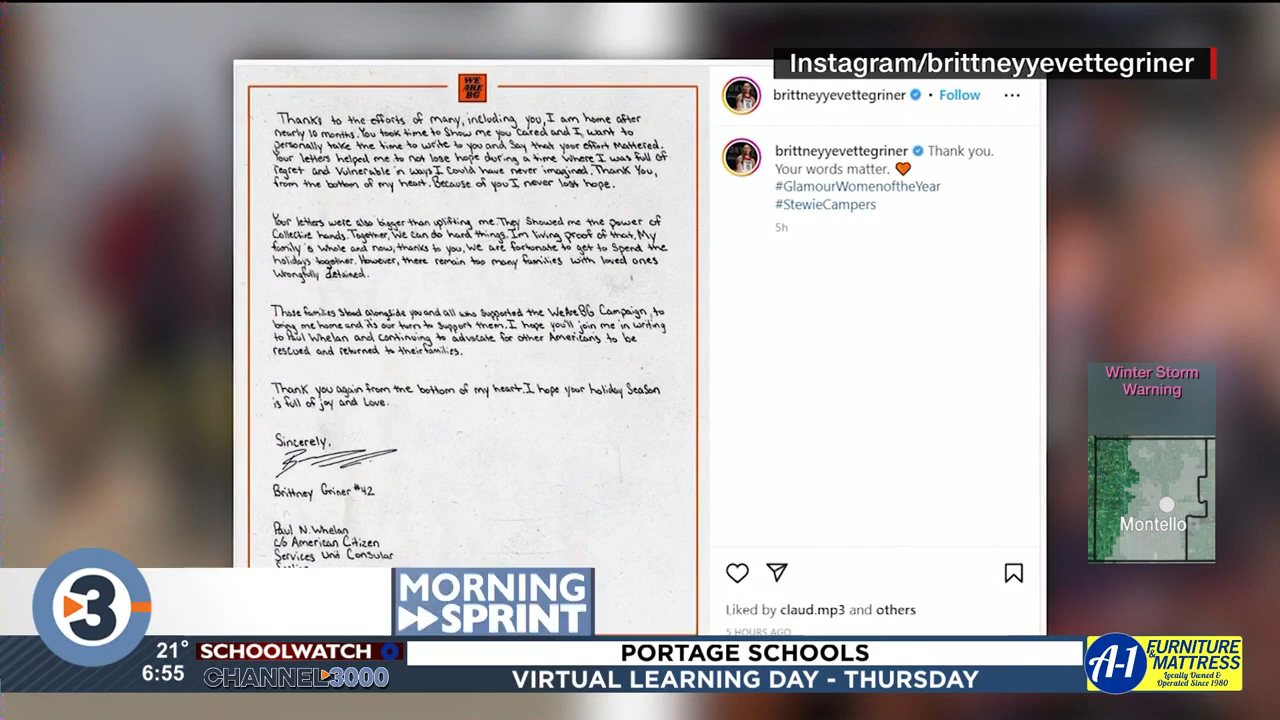 Instagram/brittneyyevettegriner
WE
ARE
BG
Thanks to the efforts of many, including you, I am home after
nearly 10 months. You took time to show me you cared and I, want to
personally take the time to write to you and say that your effort mattered.
Your letters helped me to not lose hope during a time where I was full of
regret and vulnerable in ways I could have never imagined. Thank you,
from the bottom of my heart. Because of you I never lost hope.
Your letters were also bigger than uplifting me. They showed me the power of
collective hands. Together, we can do hard things. I'm living proof of that. My
family is whole and now, thanks to you, we are fortunate to get to spend the
holidays together. However, there remain too many families with loved ones
wrongfully detained.
Those families stood alongside you and all who supported the WeAreBG Campaign, to
bring me home and it's our turn to support them. I hope you'll join me in writing
to Paul Whelan and continuing to advocate for other Americans to be
rescued and returned to their families.
Thank you again from the bottom of my heart. I hope your holiday season
is full of joy and love.
Sincerely,
Brittney Griner #42
Paul N. Whelan
c/o American Citizen
Services Unit Consular
brittneyyevettegriner • Follow ...
brittneyyevettegriner Thank you.
Your words matter. 🧡
#GlamourWomenoftheYear
#StewieCampers
5h
Liked by claud.mp3 and others
5 HOURS AGO
Winter Storm
Warning
Montello
3
MORNING
SPRINT
21°
6:55
SCHOOLWATCH
CHANNEL3000
PORTAGE SCHOOLS
VIRTUAL LEARNING DAY - THURSDAY
A-1
FURNITURE
& MATTRESS
Locally Owned &
Operated Since 1980